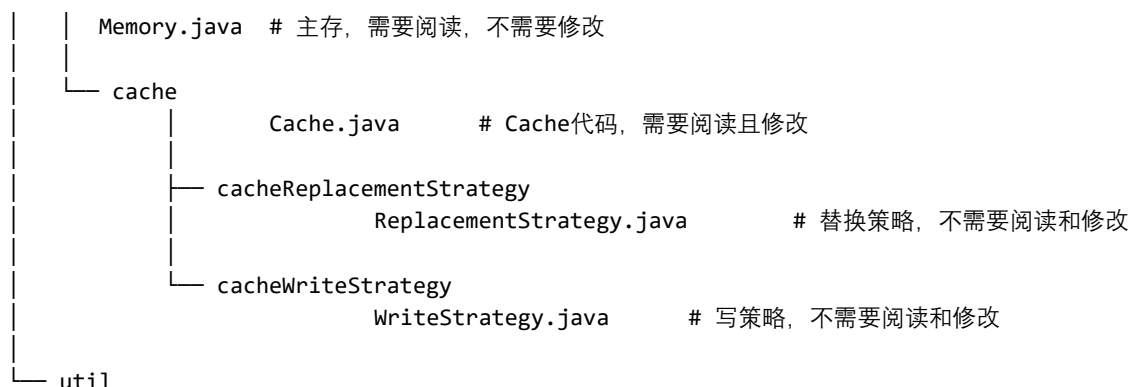 │   │  Memory.java  # 主存，需要阅读，不需要修改
│   │
│   └── cache
│         │      Cache.java      # Cache代码，需要阅读且修改
│         │
│         ├── cacheReplacementStrategy
│         │            ReplacementStrategy.java        # 替换策略，不需要阅读和修改
│         │
│         └── cacheWriteStrategy
│                      WriteStrategy.java      # 写策略，不需要阅读和修改
│
└── util